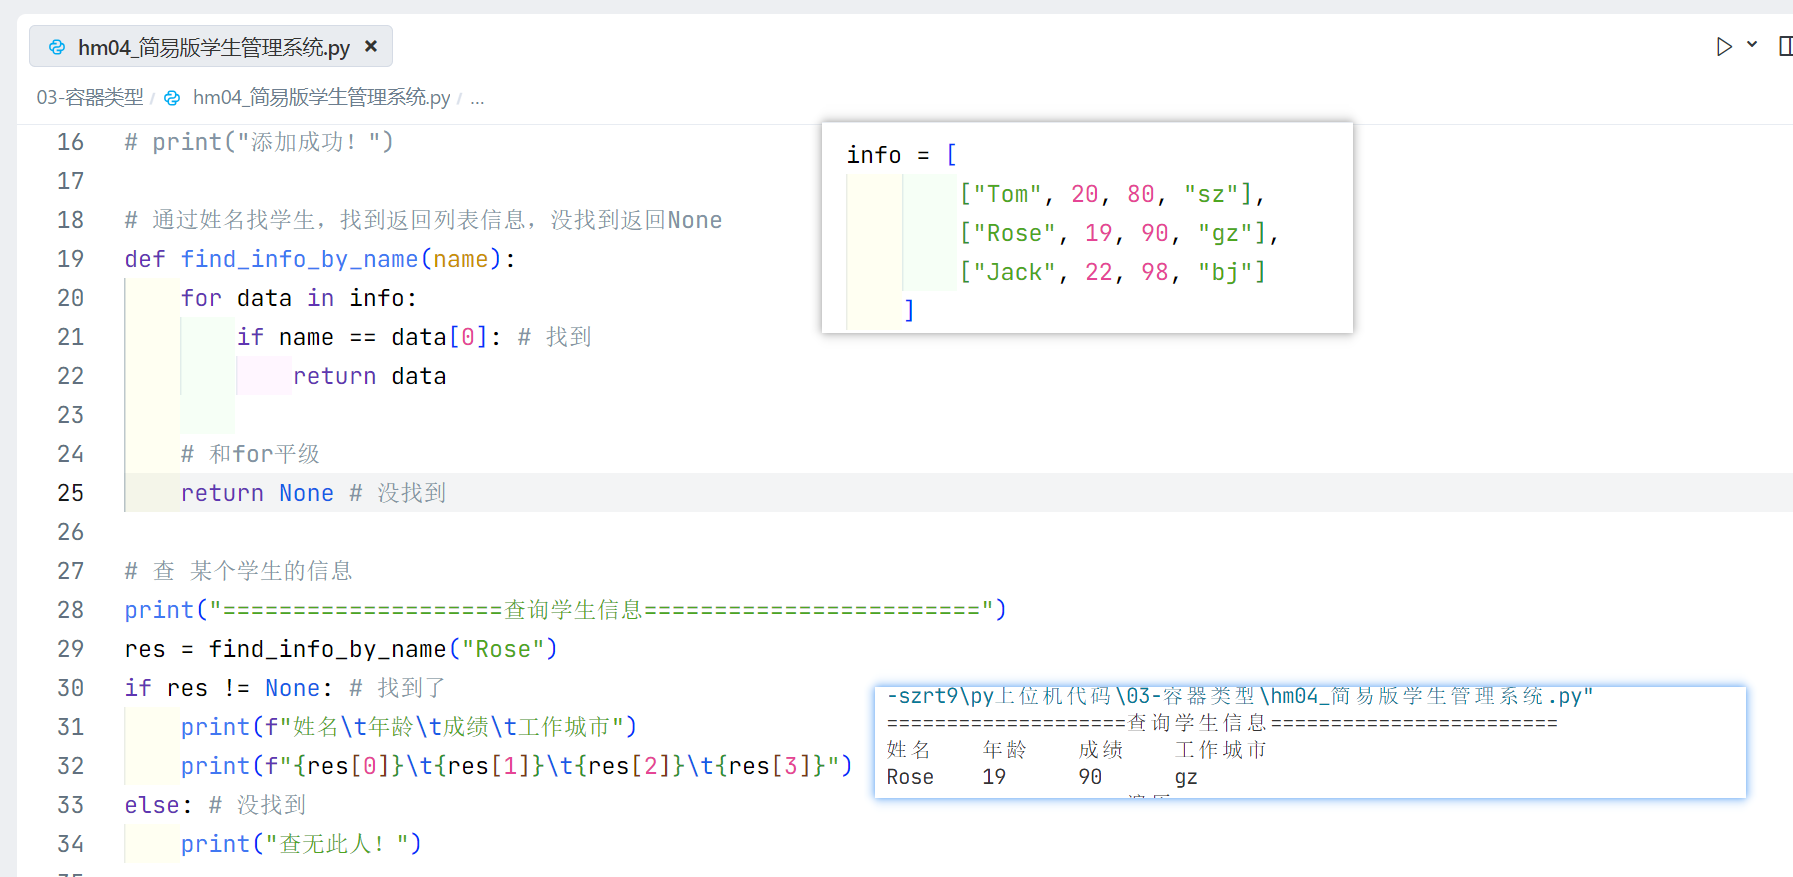 hm04_简易版学生管理系统.py ×
03-容器类型 / hm04_简易版学生管理系统.py / ...
16 # print("添加成功！")
17
18 # 通过姓名找学生，找到返回列表信息，没找到返回None
19 def find_info_by_name(name):
20 for data in info:
21 if name == data[0]: # 找到
22 return data
23
24 # 和for平级
25 return None # 没找到
26
27 # 查 某个学生的信息
28 print("====================查询学生信息========================")
29 res = find_info_by_name("Rose")
30 if res != None: # 找到了
31 print(f"姓名\t年龄\t成绩\t工作城市")
32 print(f"{res[0]}\t{res[1]}\t{res[2]}\t{res[3]}")
33 else: # 没找到
34 print("查无此人！")
info = [
["Tom", 20, 80, "sz"],
["Rose", 19, 90, "gz"],
["Jack", 22, 98, "bj"]
]
-szrt9\py上位机代码\03-容器类型\hm04_简易版学生管理系统.py"
====================查询学生信息========================
姓名 年龄 成绩 工作城市
Rose 19 90 gz